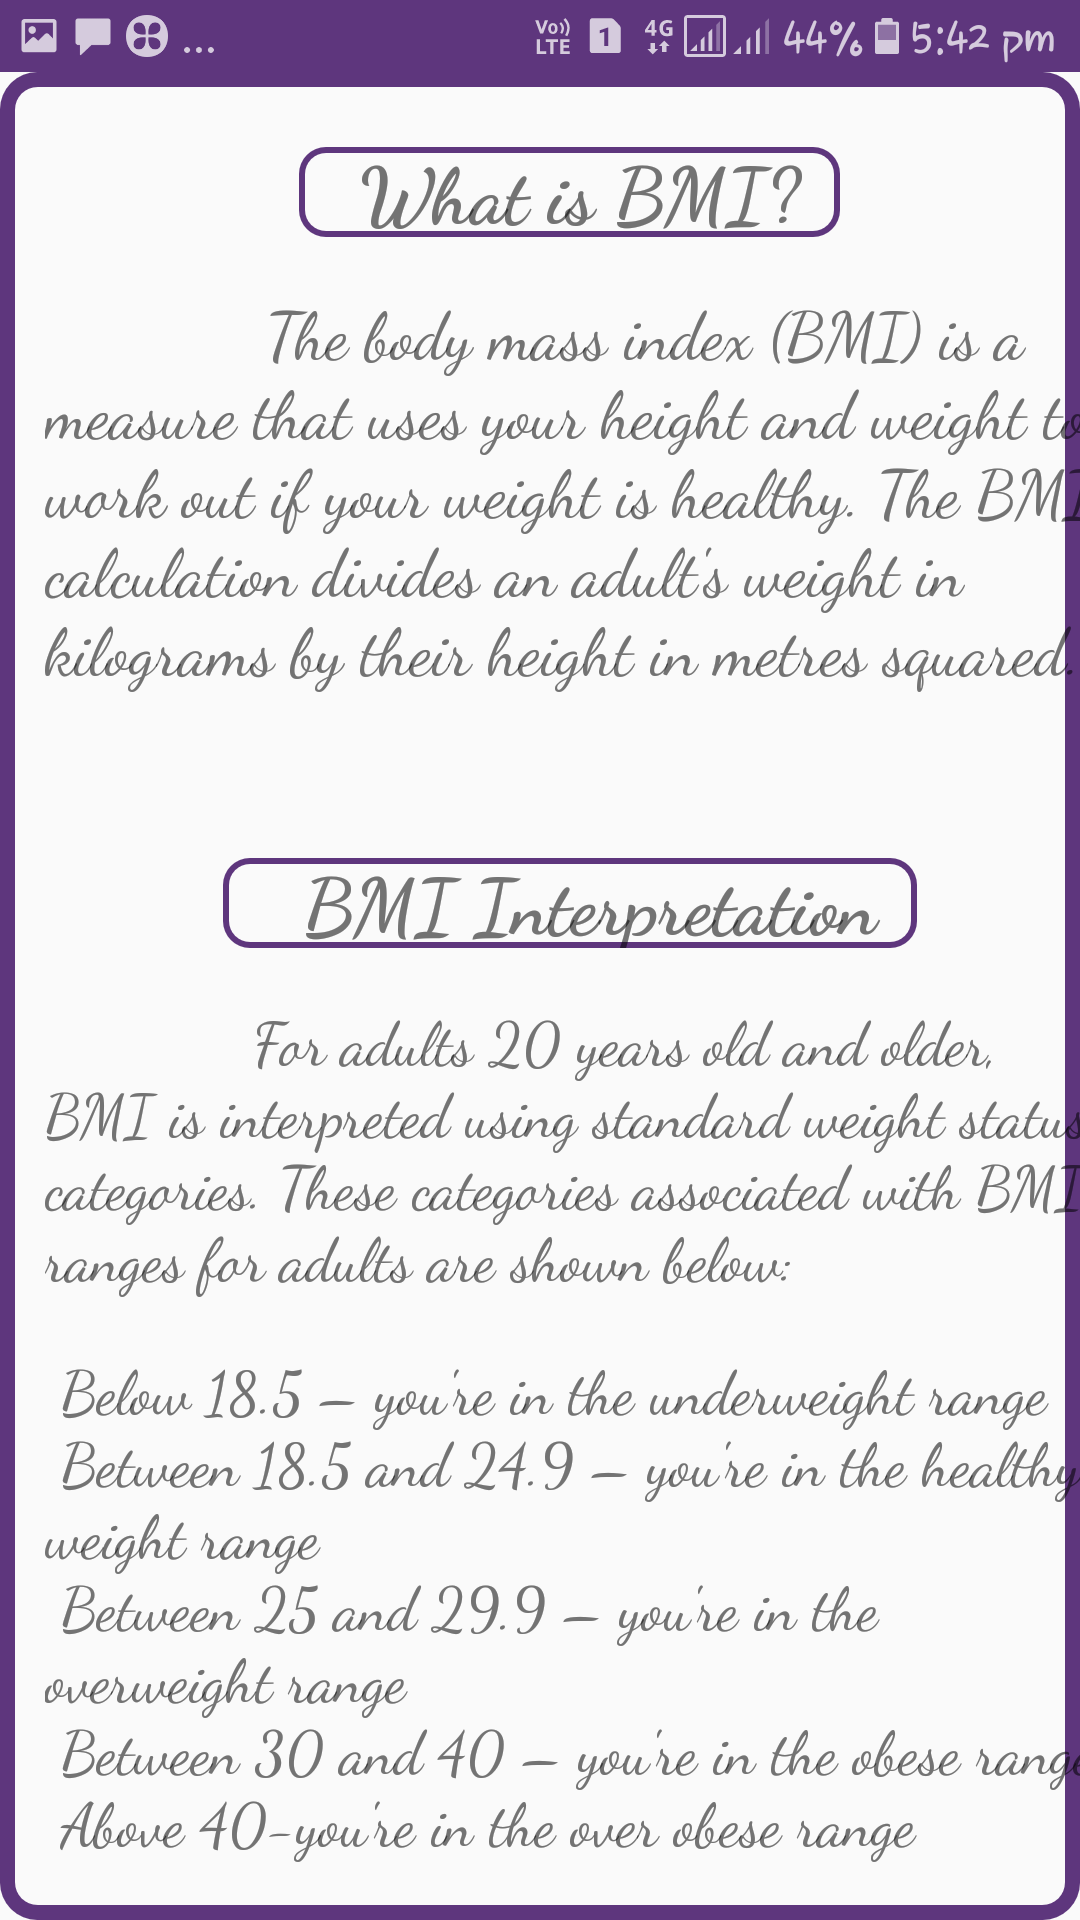 Vo)) LTE 1 4G 44% 5:42 pm
What is BMI?
The body mass index (BMI) is a
measure that uses your height and weight to
work out if your weight is healthy. The BMI
calculation divides an adult's weight in
kilograms by their height in metres squared.
BMI Interpretation
For adults 20 years old and older,
BMI is interpreted using standard weight status
categories. These categories associated with BMI
ranges for adults are shown below:
Below 18.5 – you're in the underweight range
Between 18.5 and 24.9 – you're in the healthy
weight range
Between 25 and 29.9 – you're in the
overweight range
Between 30 and 40 – you're in the obese range
Above 40-you're in the over obese range